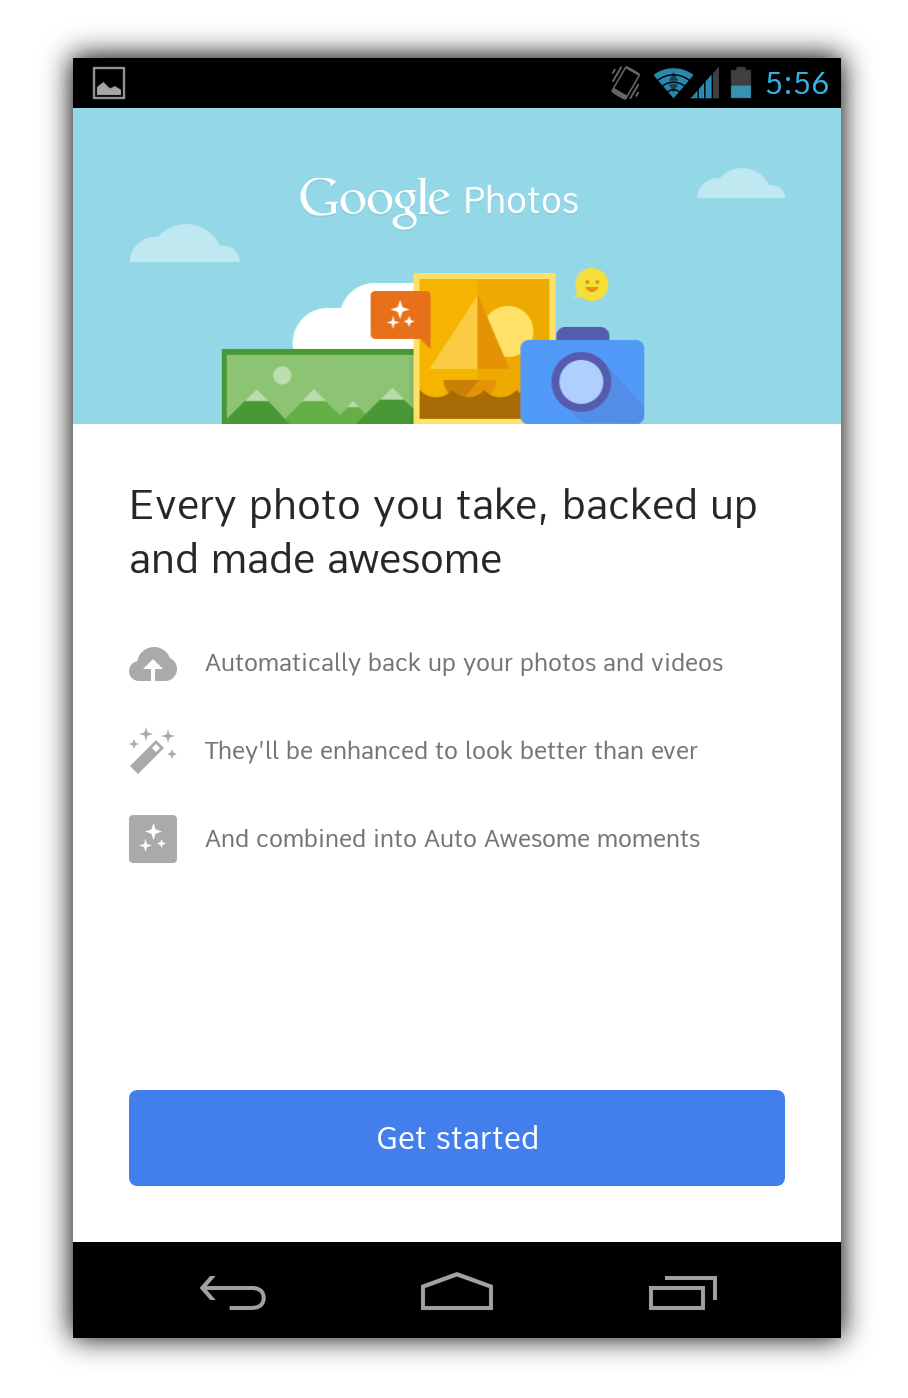 5:56
Google Photos
Every photo you take, backed up
and made awesome
Automatically back up your photos and videos
They'll be enhanced to look better than ever
And combined into Auto Awesome moments
Get started